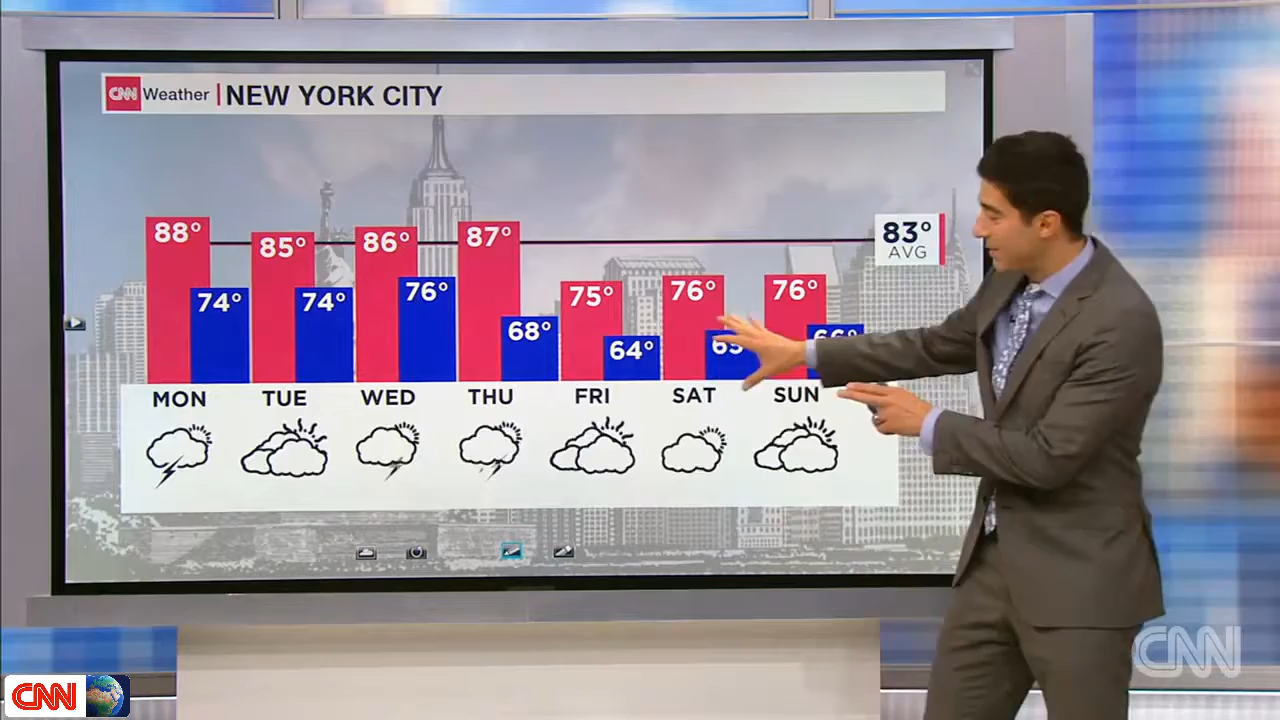 CNN Weather | NEW YORK CITY
88° 85° 86° 87° 75° 76° 76° 83°
AVG
74° 74° 76° 68° 64°
MON TUE WED THU FRI SAT SUN
CNN
CNN